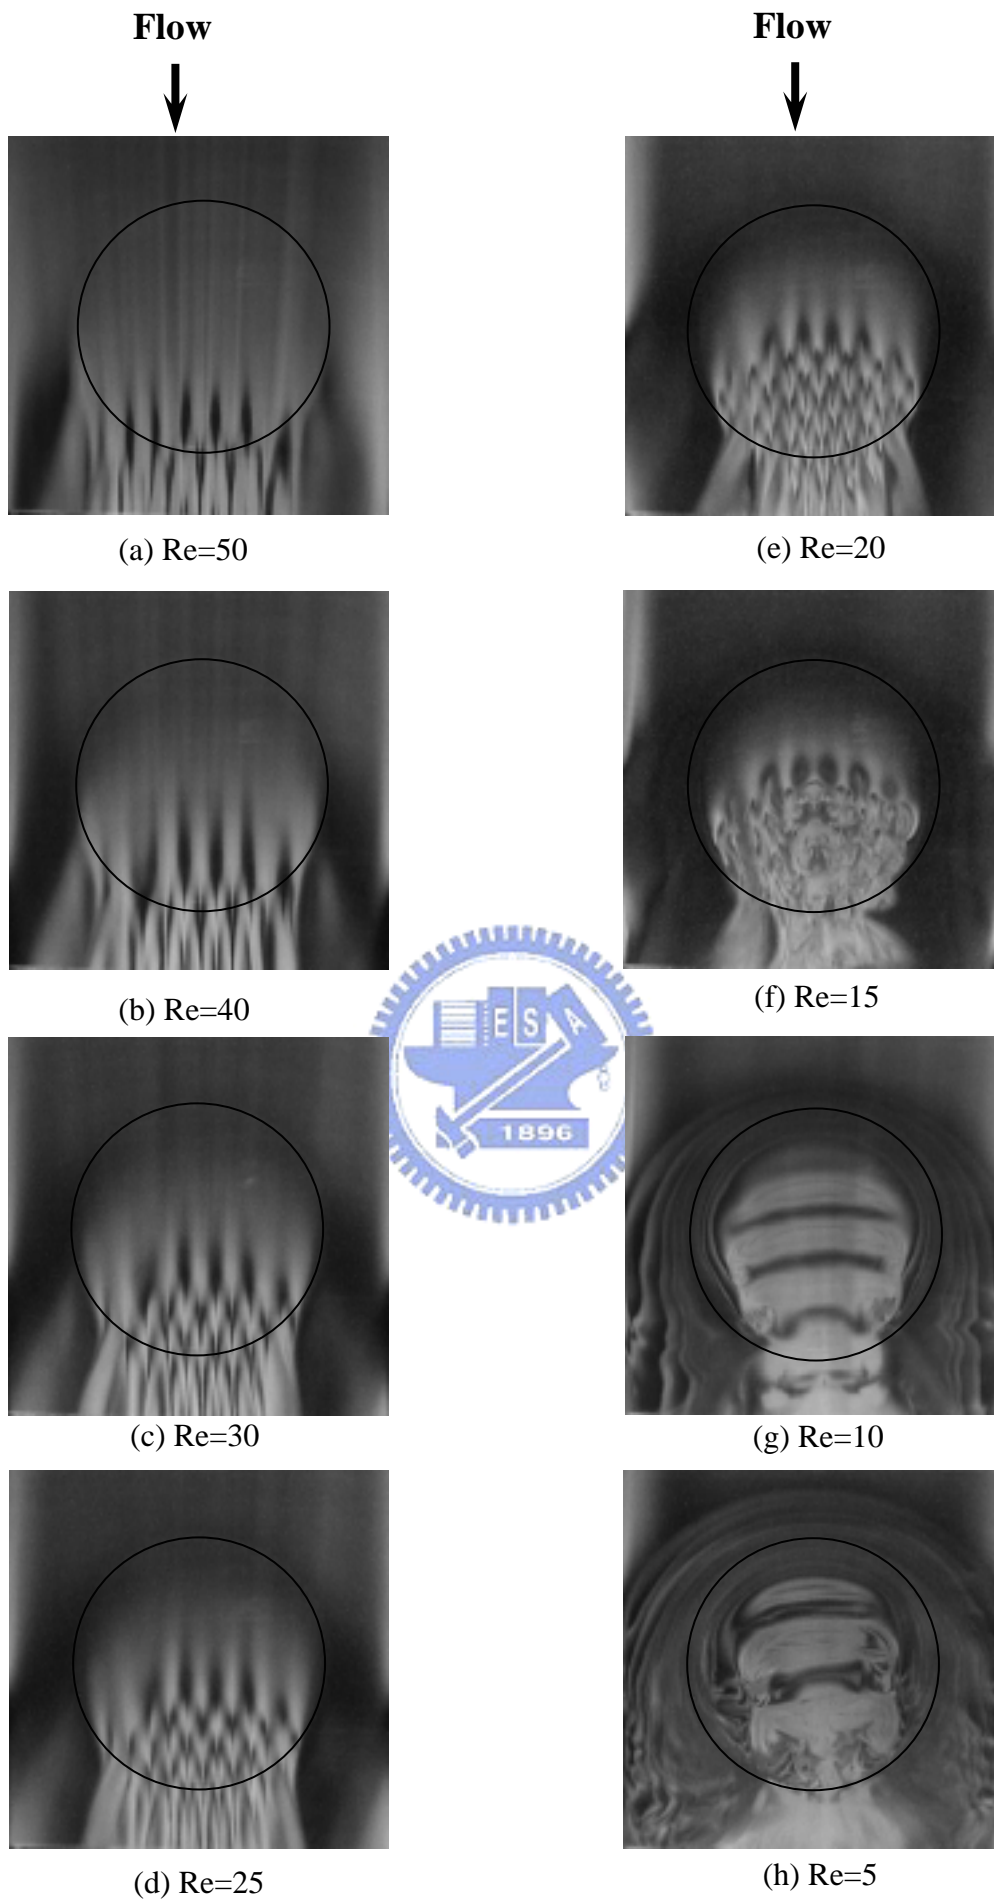 Flow
Flow
(a) Re=50
(e) Re=20
(b) Re=40
(f) Re=15
ESA
1896
(c) Re=30
(g) Re=10
(d) Re=25
(h) Re=5